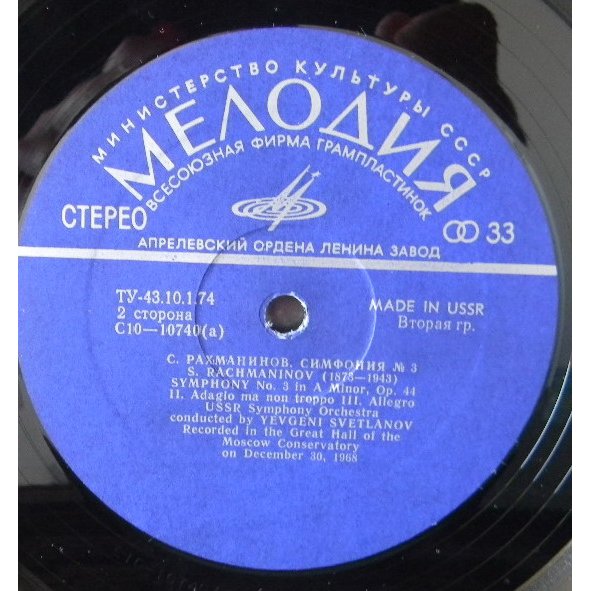 МИНИСТЕРСТВО КУЛЬТУРЫ СССР
МЕЛОДИЯ
ВСЕСОЮЗНАЯ ФИРМА ГРАМПЛАСТИНОК
СТЕРЕО
33
АПРЕЛЕВСКИЙ ОРДЕНА ЛЕНИНА ЗАВОД
ТУ-43.10.1.74
2 сторона
С10—10740(а)
MADE IN USSR
Вторая гр.
С. РАХМАНИНОВ, СИМФОНИЯ № 3
S. RACHMANINOV (1873—1943)
SYMPHONY No. 3 in A Minor, Op. 44
II. Adagio ma non troppo III. Allegro
USSR Symphony Orchestra
conducted by YEVGENI SVETLANOV
Recorded in the Great Hall of the
Moscow Conservatory
on December 30, 1968